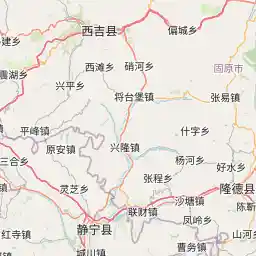 西吉县
偏城乡
建乡
震湖乡
西滩乡
硝河乡
固原市
兴平乡
将台堡镇
张易镇
平峰镇
什字乡
原安镇
兴隆镇
三合乡
杨河乡
好水乡
灵芝乡
张程乡
沙塘镇
隆德县
联财镇
陈靳
凤岭乡
静宁县
红寺镇
城川镇
曹务镇
山河乡